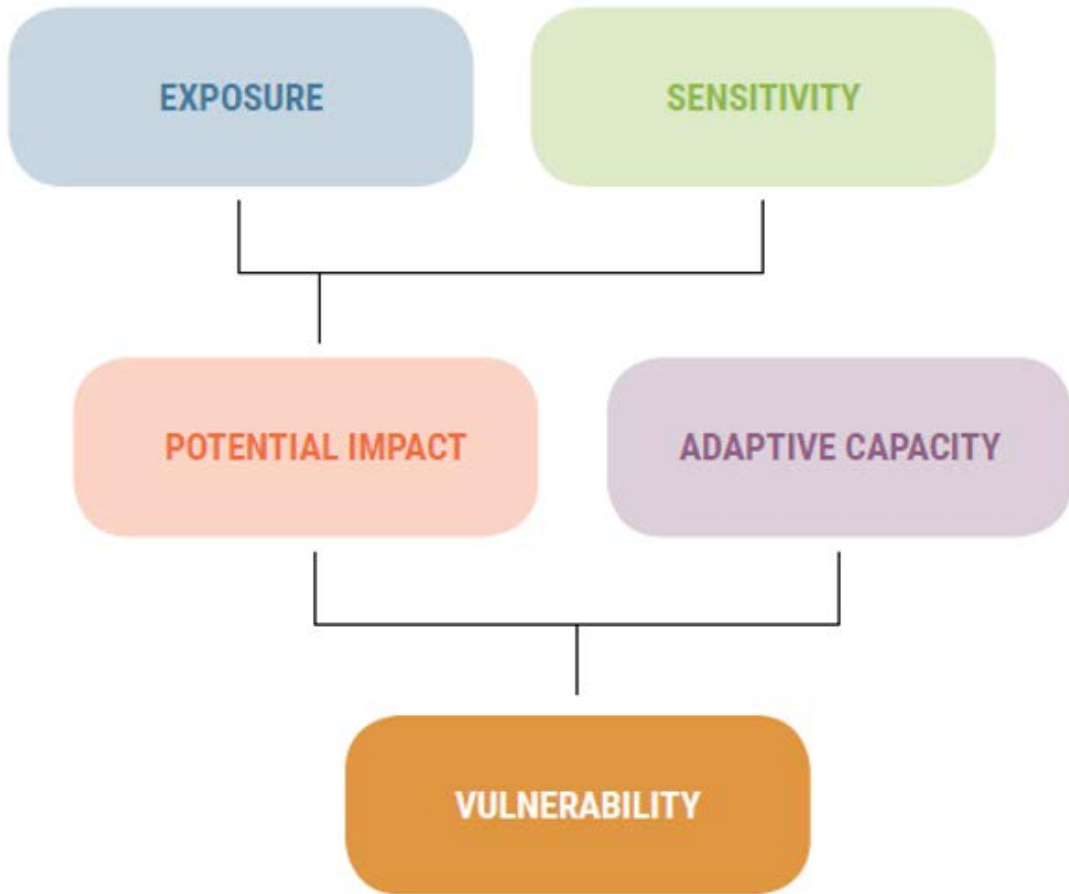 EXPOSURE
SENSITIVITY
POTENTIAL IMPACT
ADAPTIVE CAPACITY
VULNERABILITY